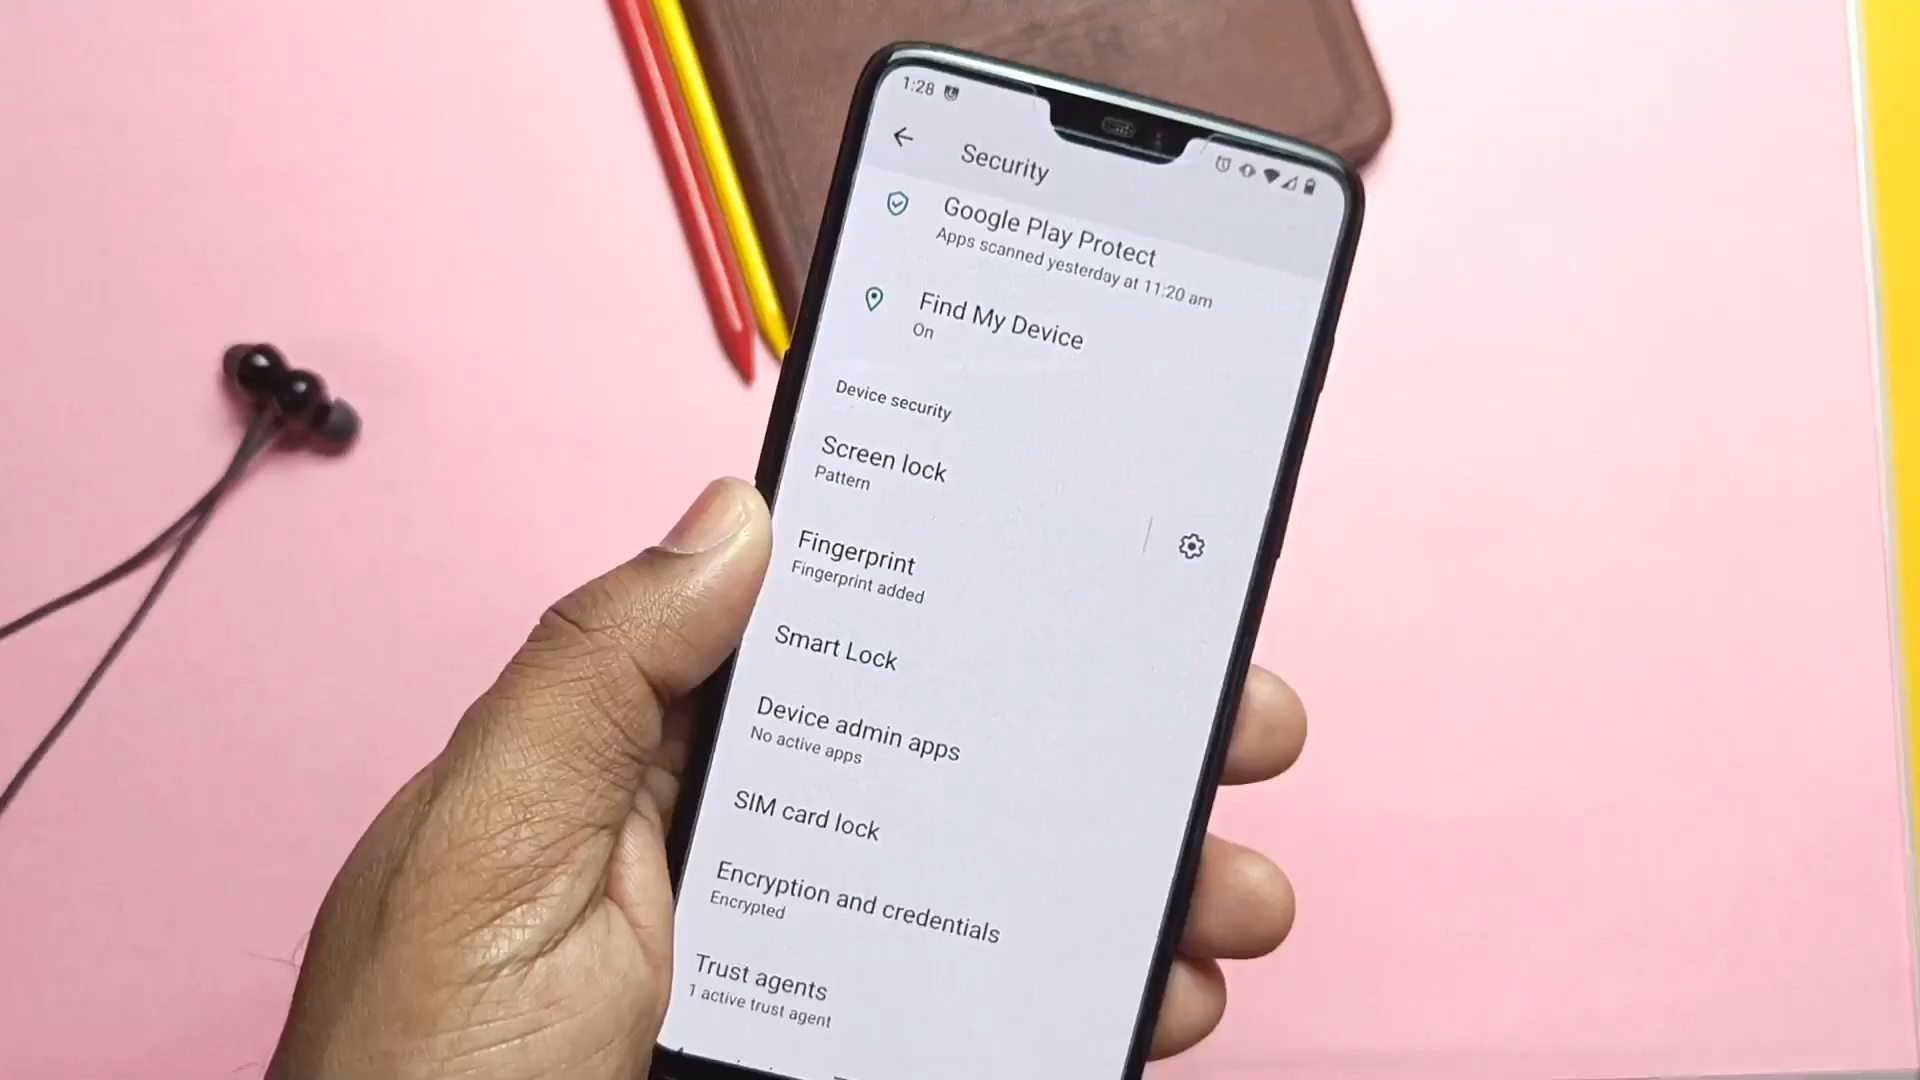 1:28
Security
Google Play Protect
Apps scanned yesterday at 11:20 am
Find My Device
On
Device security
Screen lock
Pattern
Fingerprint
Fingerprint added
Smart Lock
Device admin apps
No active apps
SIM card lock
Encryption and credentials
Encrypted
Trust agents
1 active trust agent